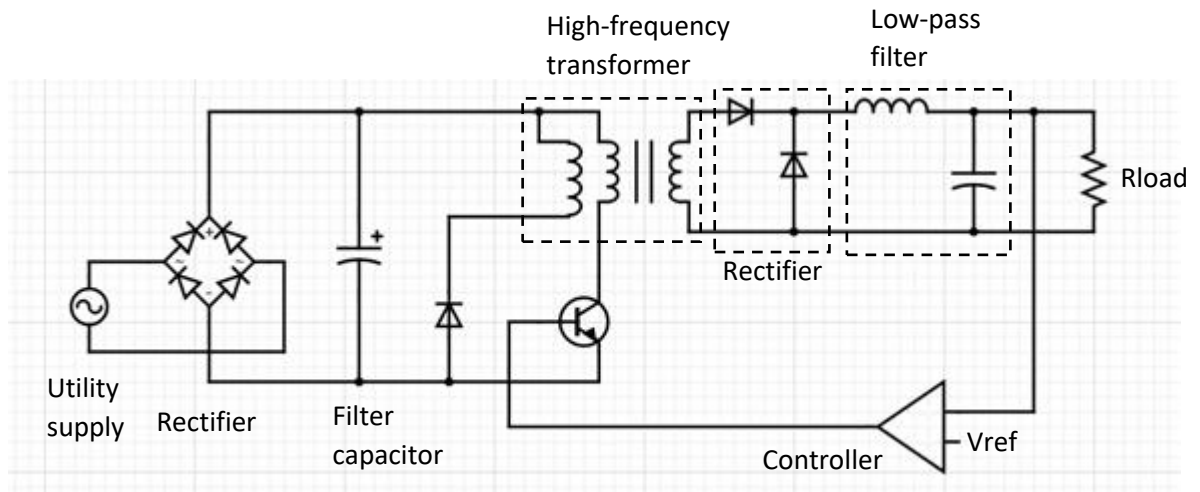 High-frequency
transformer
Low-pass
filter
Rload
Rectifier
Utility
supply
Rectifier
Filter
capacitor
Controller
Vref
+
+
-
~
~